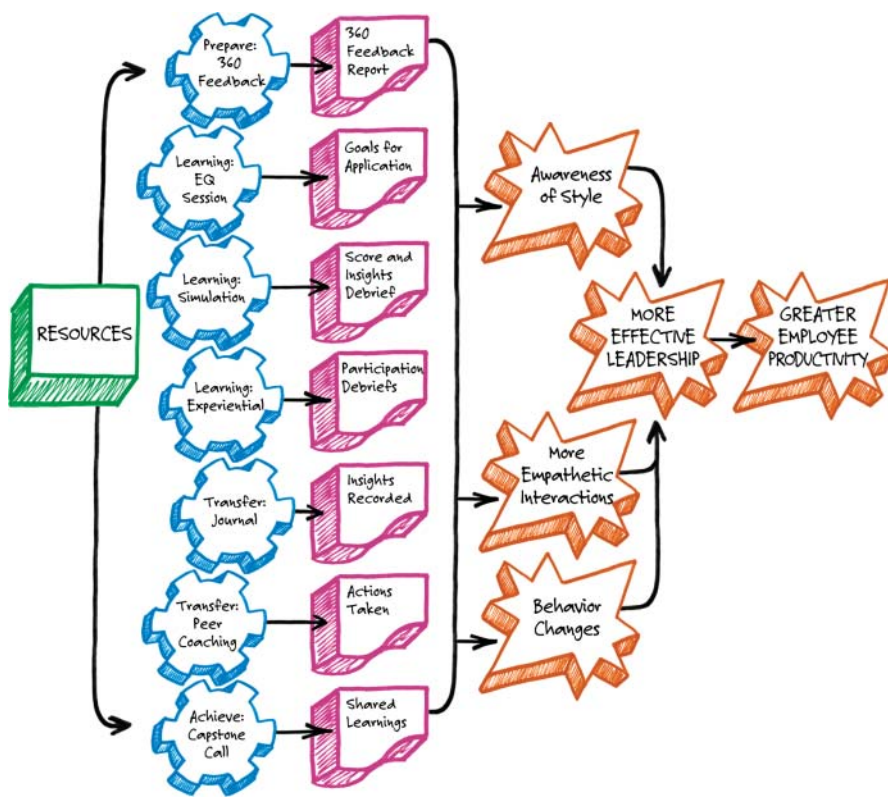 Prepare:
360
Feedback
360
Feedback
Report
Learning:
EQ
Session
Goals for
Application
Awareness
of Style
Learning:
Simulation
Score and
Insights
Debrief
RESOURCES
MORE
EFFECTIVE
LEADERSHIP
GREATER
EMPLOYEE
PRODUCTIVITY
Learning:
Experiential
Participation
Debriefs
More
Empathetic
Interactions
Transfer:
Journal
Insights
Recorded
Transfer:
Peer
Coaching
Actions
Taken
Behavior
Changes
Achieve:
Capstone
Call
Shared
Learnings